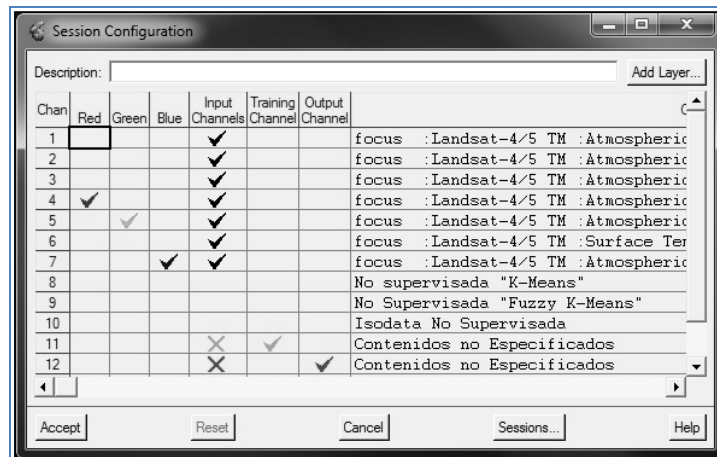 Session Configuration
Description:
Add Layer...
Chan Red Green Blue Input Channels Training Channel Output Channel
1 focus :Landsat-4/5 TM :Atmospheric
2 focus :Landsat-4/5 TM :Atmospheric
3 focus :Landsat-4/5 TM :Atmospheric
4 focus :Landsat-4/5 TM :Atmospheric
5 focus :Landsat-4/5 TM :Atmospheric
6 focus :Landsat-4/5 TM :Surface
7 focus :Landsat-4/5 TM :Atmospheric
8 No supervisada "K-Means"
9 No Supervisada "Fuzzy K-Means"
10 Isodata No Supervisada
11 Contenidos no Especificados
12 Contenidos no Especificados
Accept Reset Cancel Sessions... Help